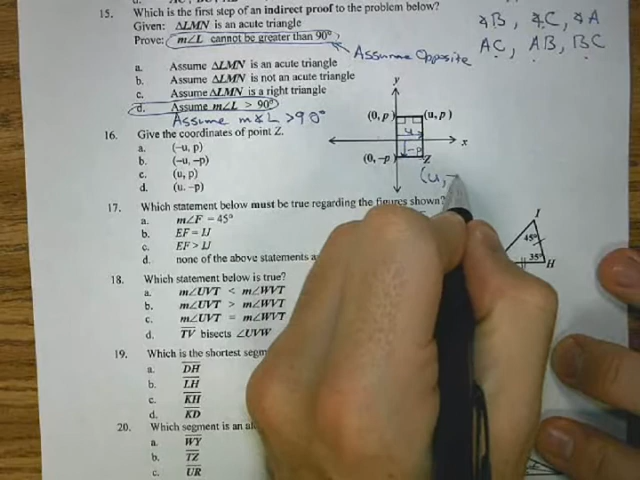 15. Which is the first step of an indirect proof to the problem below?
Given: ΔLMN is an acute triangle
Prove: m∠L cannot be greater than 90°,
∡B, ∡C, ∡A
AC, AB, BC
Assume Opposite
a. Assume ΔLMN is an acute triangle
b. Assume ΔLMN is not an acute triangle
c. Assume ΔLMN is a right triangle
d. Assume m∠L > 90°
Assume m∡L > 90°
16. Give the coordinates of point Z.
a. (-u, p)
b. (-u, -p)
c. (u, p)
d. (u. -p)
y
(0, p)
(u, p)
u
x
-p
(0, -p)
Z
(u, -
17. Which statement below must be true regarding the figures shown?
a. m∠F = 45°
b. EF = IJ
c. EF > IJ
d. none of the above statements
I
45°
35°
H
18. Which statement below is true?
a. m∠UVT < m∠WVT
b. m∠UVT > m∠WVT
c. m∠UVT = m∠WVT
d. TV bisects ∠UVW
19. Which is the shortest
a. DH
b. LH
c. KH
d. KD
20. Which segment is an
a. WY
b. TZ
c. UR